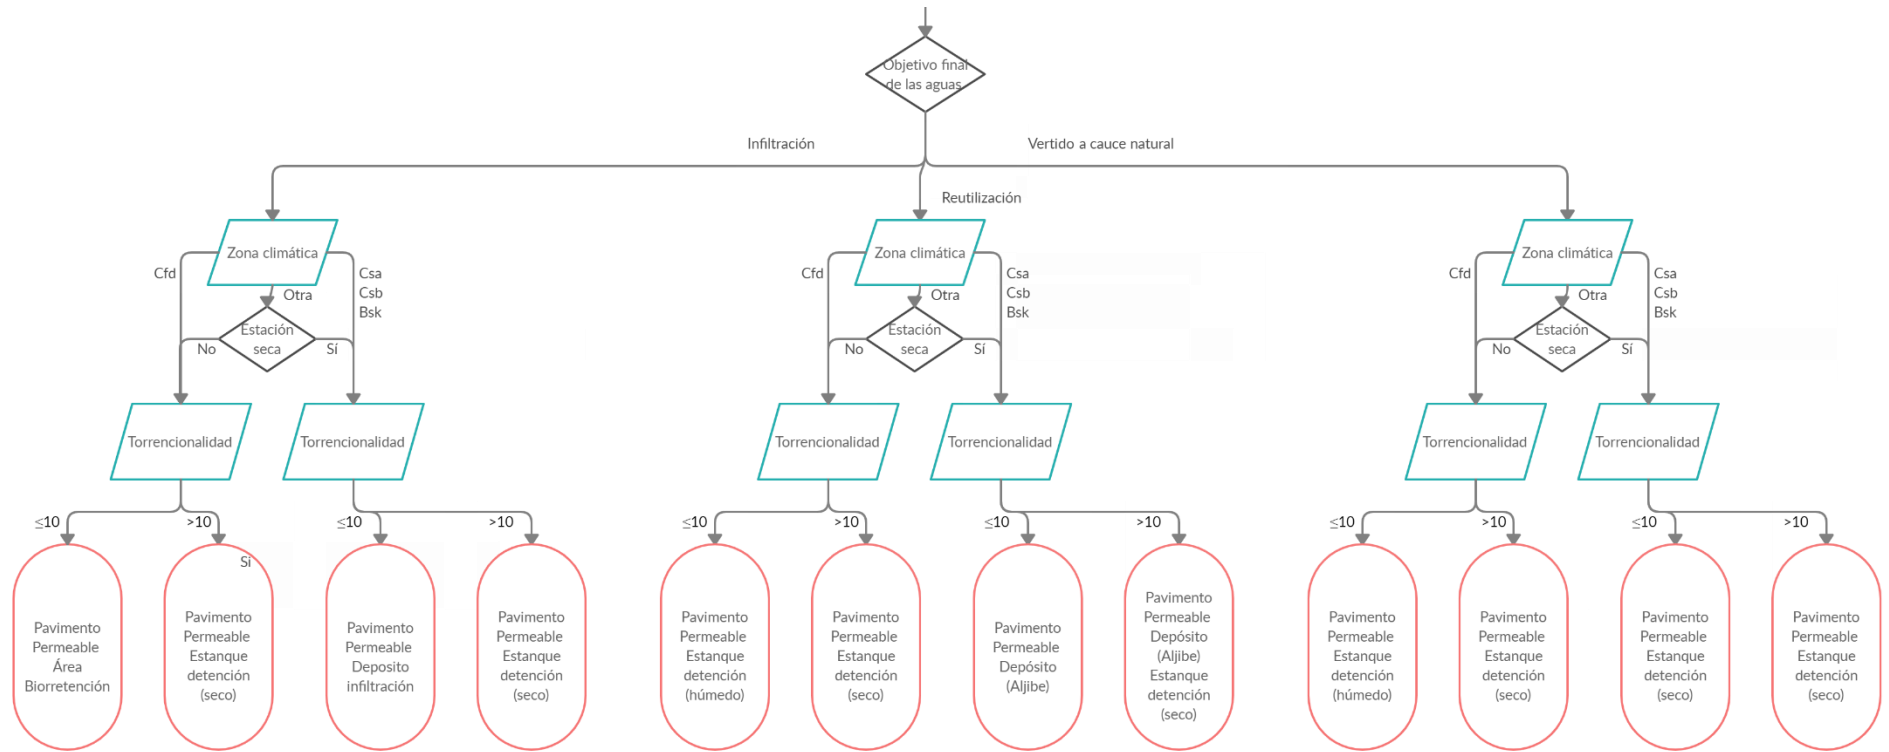 Objetivo final
de las aguas
Infiltración
Vertido a cauce natural
Reutilización
Zona climática
Cfd
Csa
Csb
Bsk
Otra
Estación
seca
No
Sí
Zona climática
Cfd
Csa
Csb
Bsk
Otra
Estación
seca
No
Sí
Zona climática
Cfd
Csa
Csb
Bsk
Otra
Estación
seca
No
Sí
Torrencionalidad
Torrencionalidad
Torrencionalidad
Torrencionalidad
Torrencionalidad
Torrencionalidad
≤10
>10
≤10
>10
≤10
>10
≤10
>10
≤10
>10
≤10
>10
Pavimento
Permeable
Área
Biorretención
Si
Pavimento
Permeable
Estanque
detención
(seco)
Pavimento
Permeable
Deposito
infiltración
Pavimento
Permeable
Estanque
detención
(seco)
Pavimento
Permeable
Estanque
detención
(húmedo)
Pavimento
Permeable
Estanque
detención
(seco)
Pavimento
Permeable
Depósito
(Aljibe)
Pavimento
Permeable
Depósito
(Aljibe)
Estanque
detención
(seco)
Pavimento
Permeable
Estanque
detención
(húmedo)
Pavimento
Permeable
Estanque
detención
(seco)
Pavimento
Permeable
Estanque
detención
(seco)
Pavimento
Permeable
Estanque
detención
(seco)